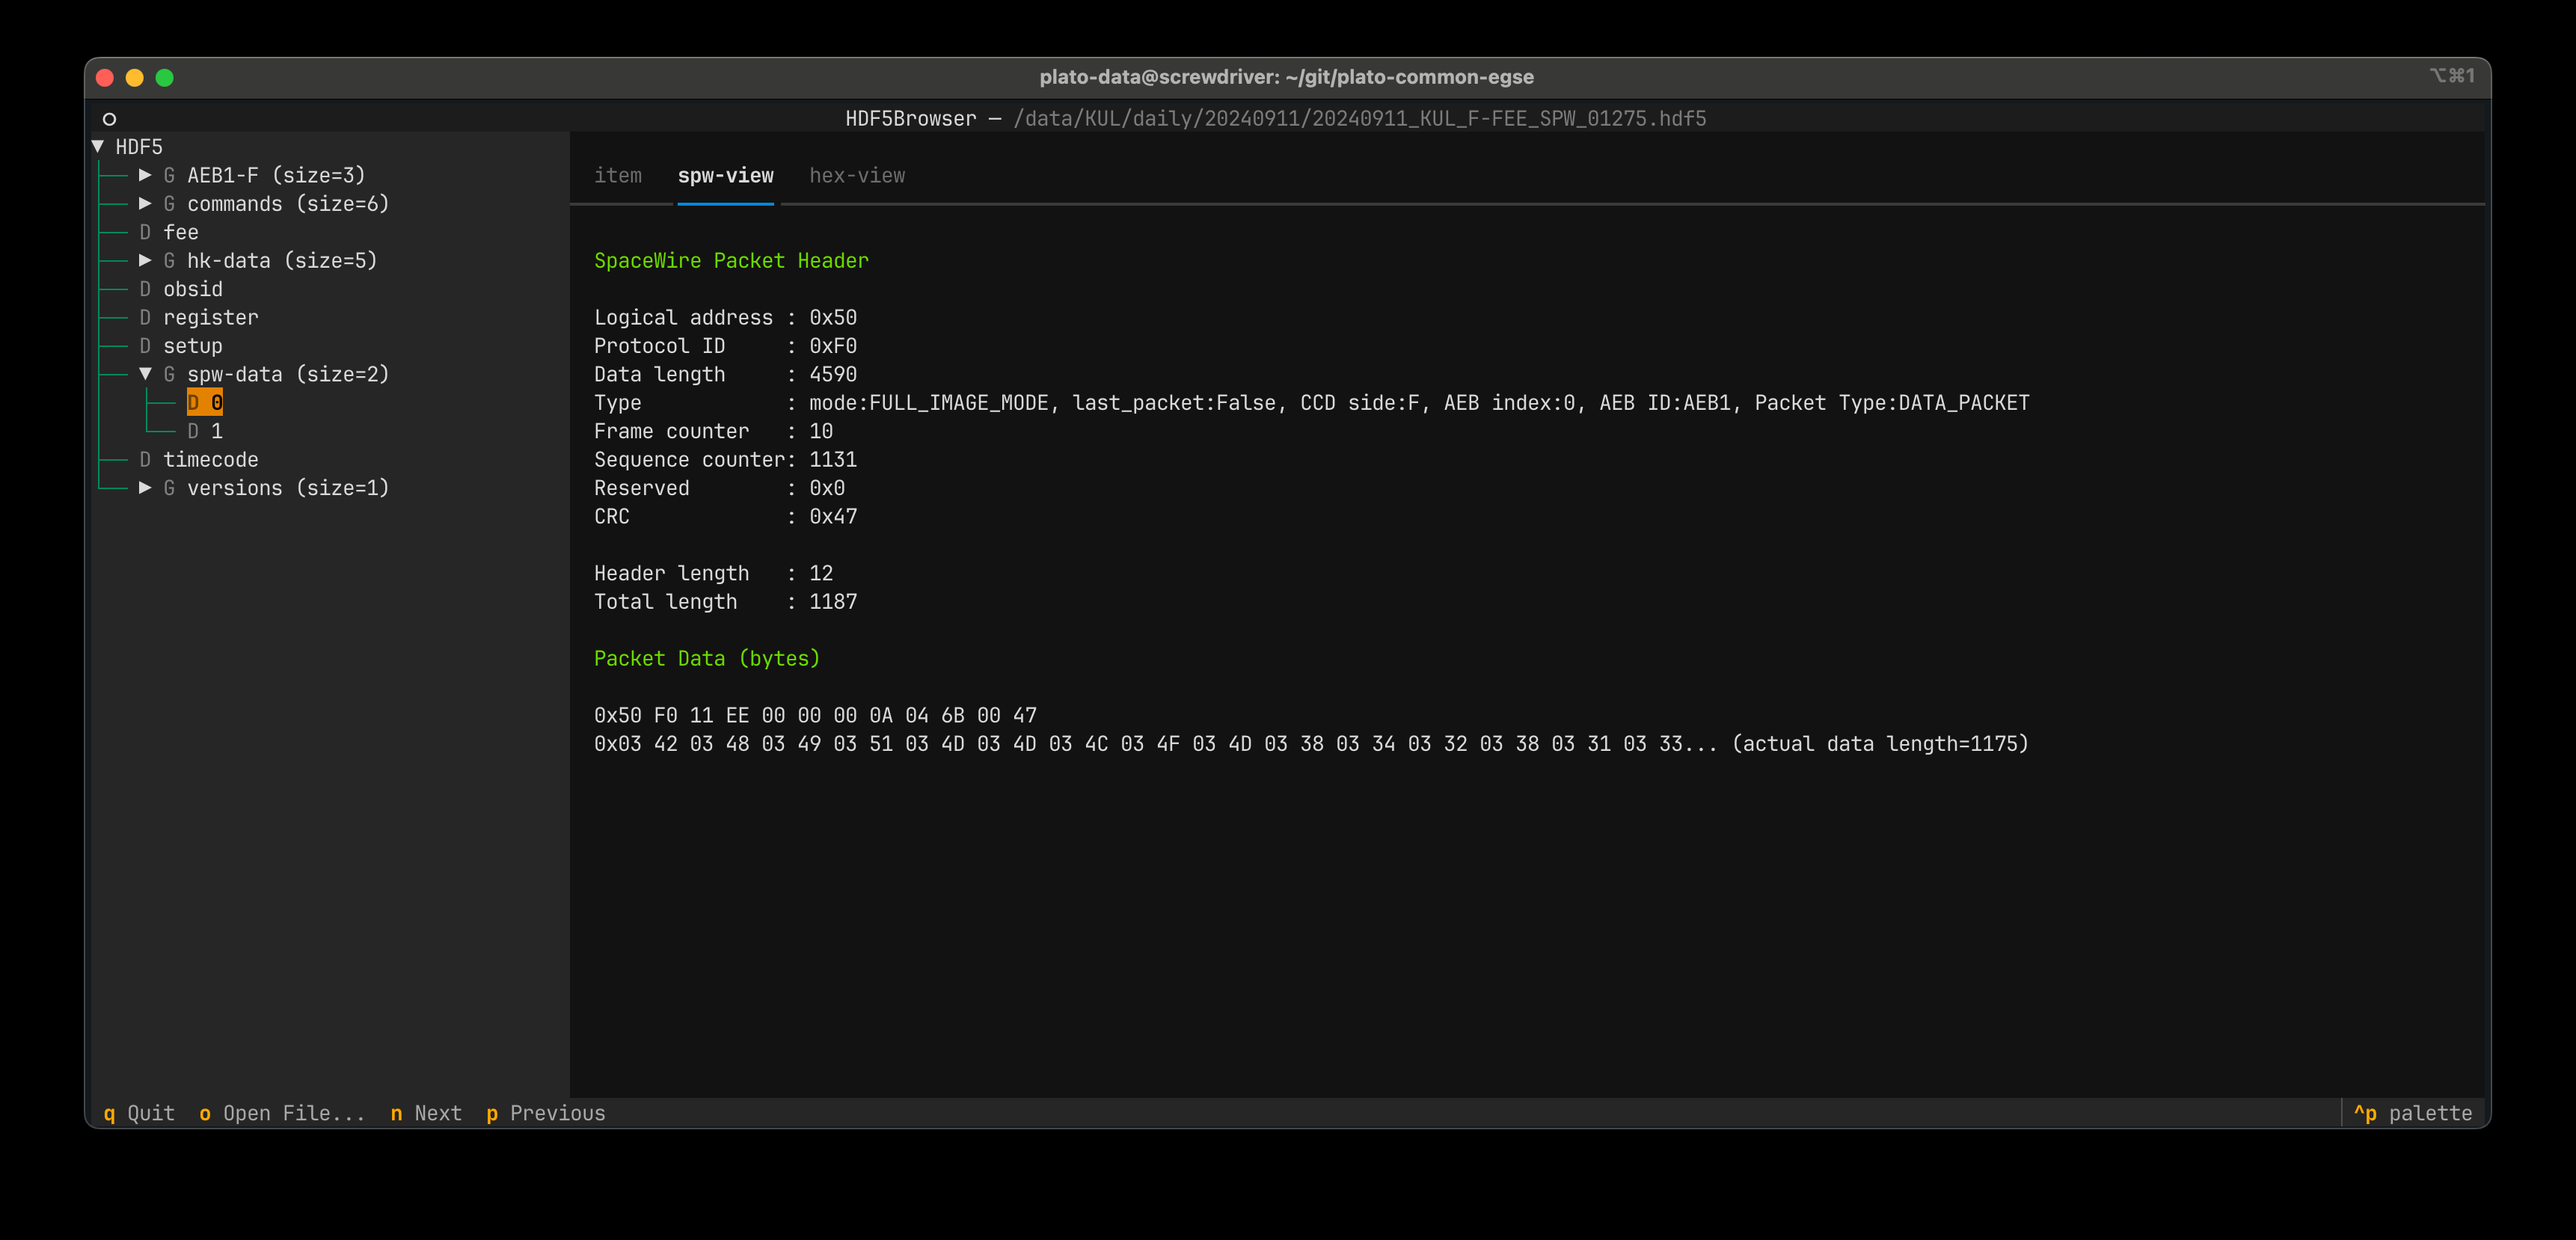 plato-data@screwdriver: ~/git/plato-common-egse
⌥⌘1
HDF5Browser — /data/KUL/daily/20240911/20240911_KUL_F-FEE_SPW_01275.hdf5
▼ HDF5
▶ G AEB1-F (size=3)
▶ G commands (size=6)
D fee
▶ G hk-data (size=5)
D obsid
D register
D setup
▼ G spw-data (size=2)
D 0
D 1
D timecode
▶ G versions (size=1)
item spw-view hex-view
SpaceWire Packet Header
Logical address : 0x50
Protocol ID     : 0xF0
Data length     : 4590
Type            : mode:FULL_IMAGE_MODE, last_packet:False, CCD side:F, AEB index:0, AEB ID:AEB1, Packet Type:DATA_PACKET
Frame counter   : 10
Sequence counter: 1131
Reserved        : 0x0
CRC             : 0x47
Header length   : 12
Total length    : 1187
Packet Data (bytes)
0x50 F0 11 EE 00 00 00 0A 04 6B 00 47
0x03 42 03 48 03 49 03 51 03 4D 03 4D 03 4C 03 4F 03 4D 03 38 03 34 03 32 03 38 03 31 03 33... (actual data length=1175)
q Quit o Open File... n Next p Previous
^p palette